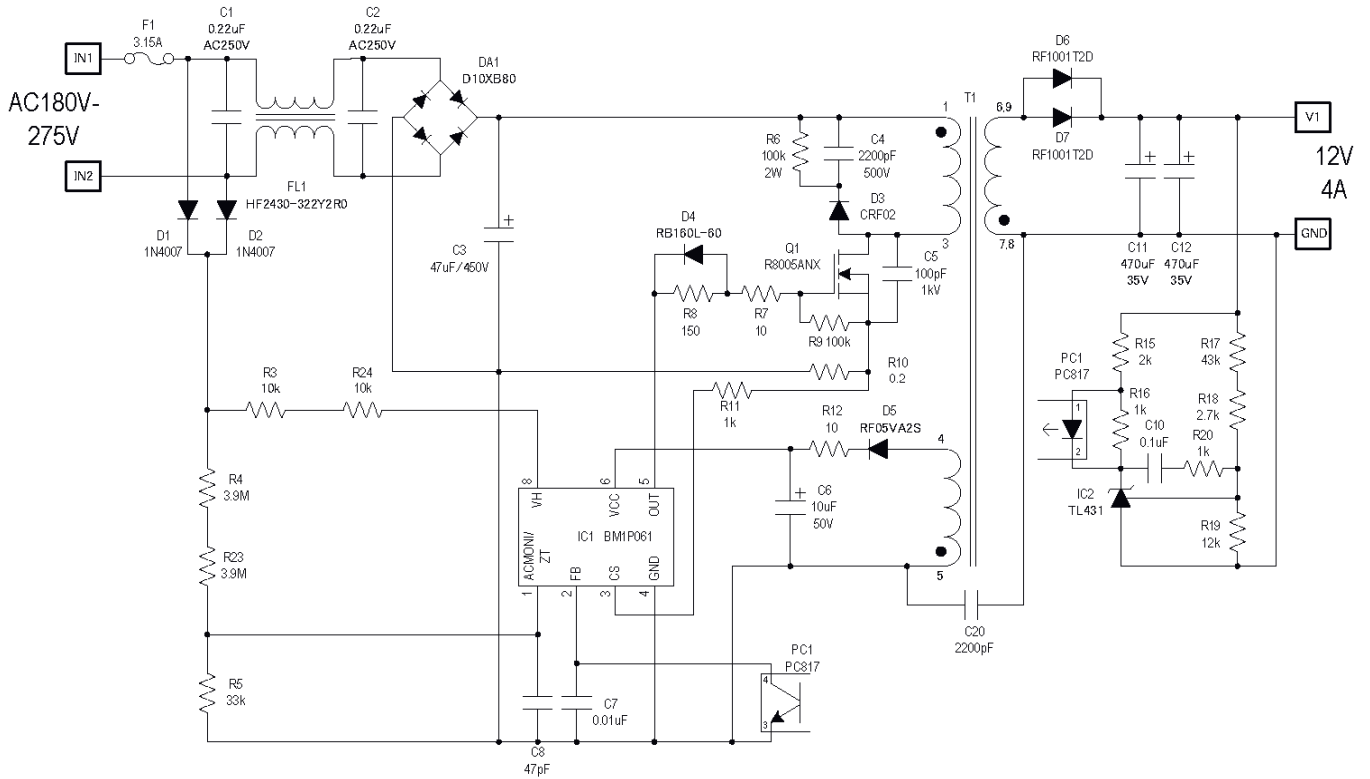 F1
3.15A
C1
0.22uF
AC250V
C2
0.22uF
AC250V
IN1
AC180V-
275V
IN2
DA1
D10XB80
FL1
HF2430-322Y2R0
D1
1N4007
D2
1N4007
C3
47uF/450V
R6
100k
2W
C4
2200pF
500V
D3
CRF02
T1
1
3
6,9
7,8
D6
RF1001T2D
D7
RF1001T2D
V1
12V
4A
GND
C11
470uF
35V
C12
470uF
35V
D4
RB160L-60
Q1
R8005ANX
C5
100pF
1kV
R8
150
R7
10
R9 100k
R10
0.2
R11
1k
R3
10k
R24
10k
R12
10
D5
RF05VA2S
4
5
C6
10uF
50V
R4
3.9M
R23
3.9M
R5
33k
8
6
5
VH
VCC
OUT
IC1 BM1P061
ACMONI/
ZT
FB
CS
GND
1
2
3
4
C7
0.01uF
C8
47pF
PC1
PC817
4
3
C20
2200pF
R15
2k
R17
43k
PC1
PC817
1
2
R16
1k
R18
2.7k
C10
0.1uF
R20
1k
IC2
TL431
R19
12k